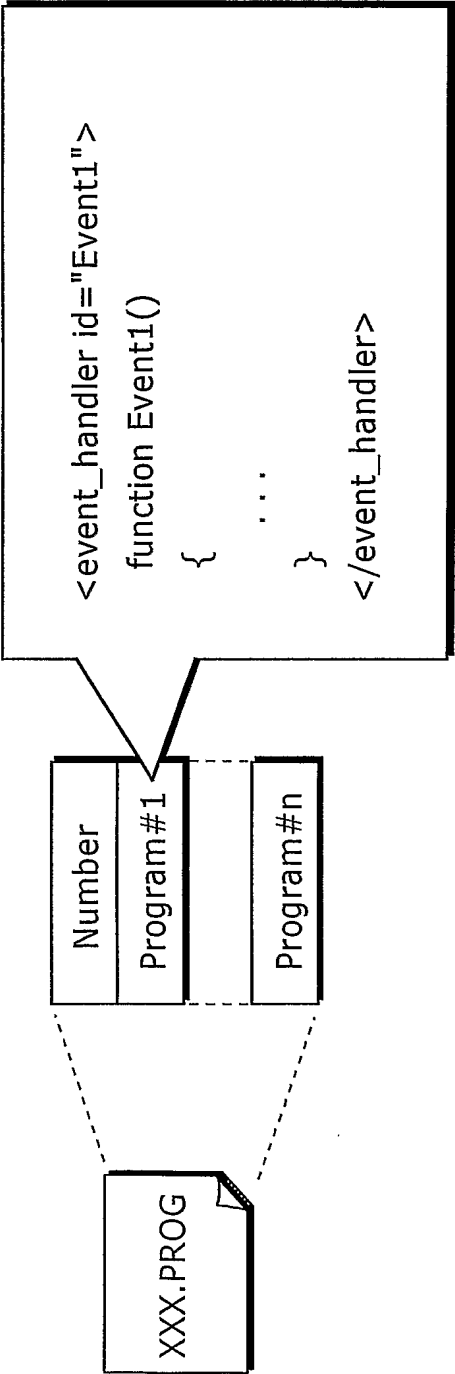 XXX.PROG
Number
Program#1
Program#n
<event_handler id="Event1">
function Event1()
{
...
}
</event_handler>